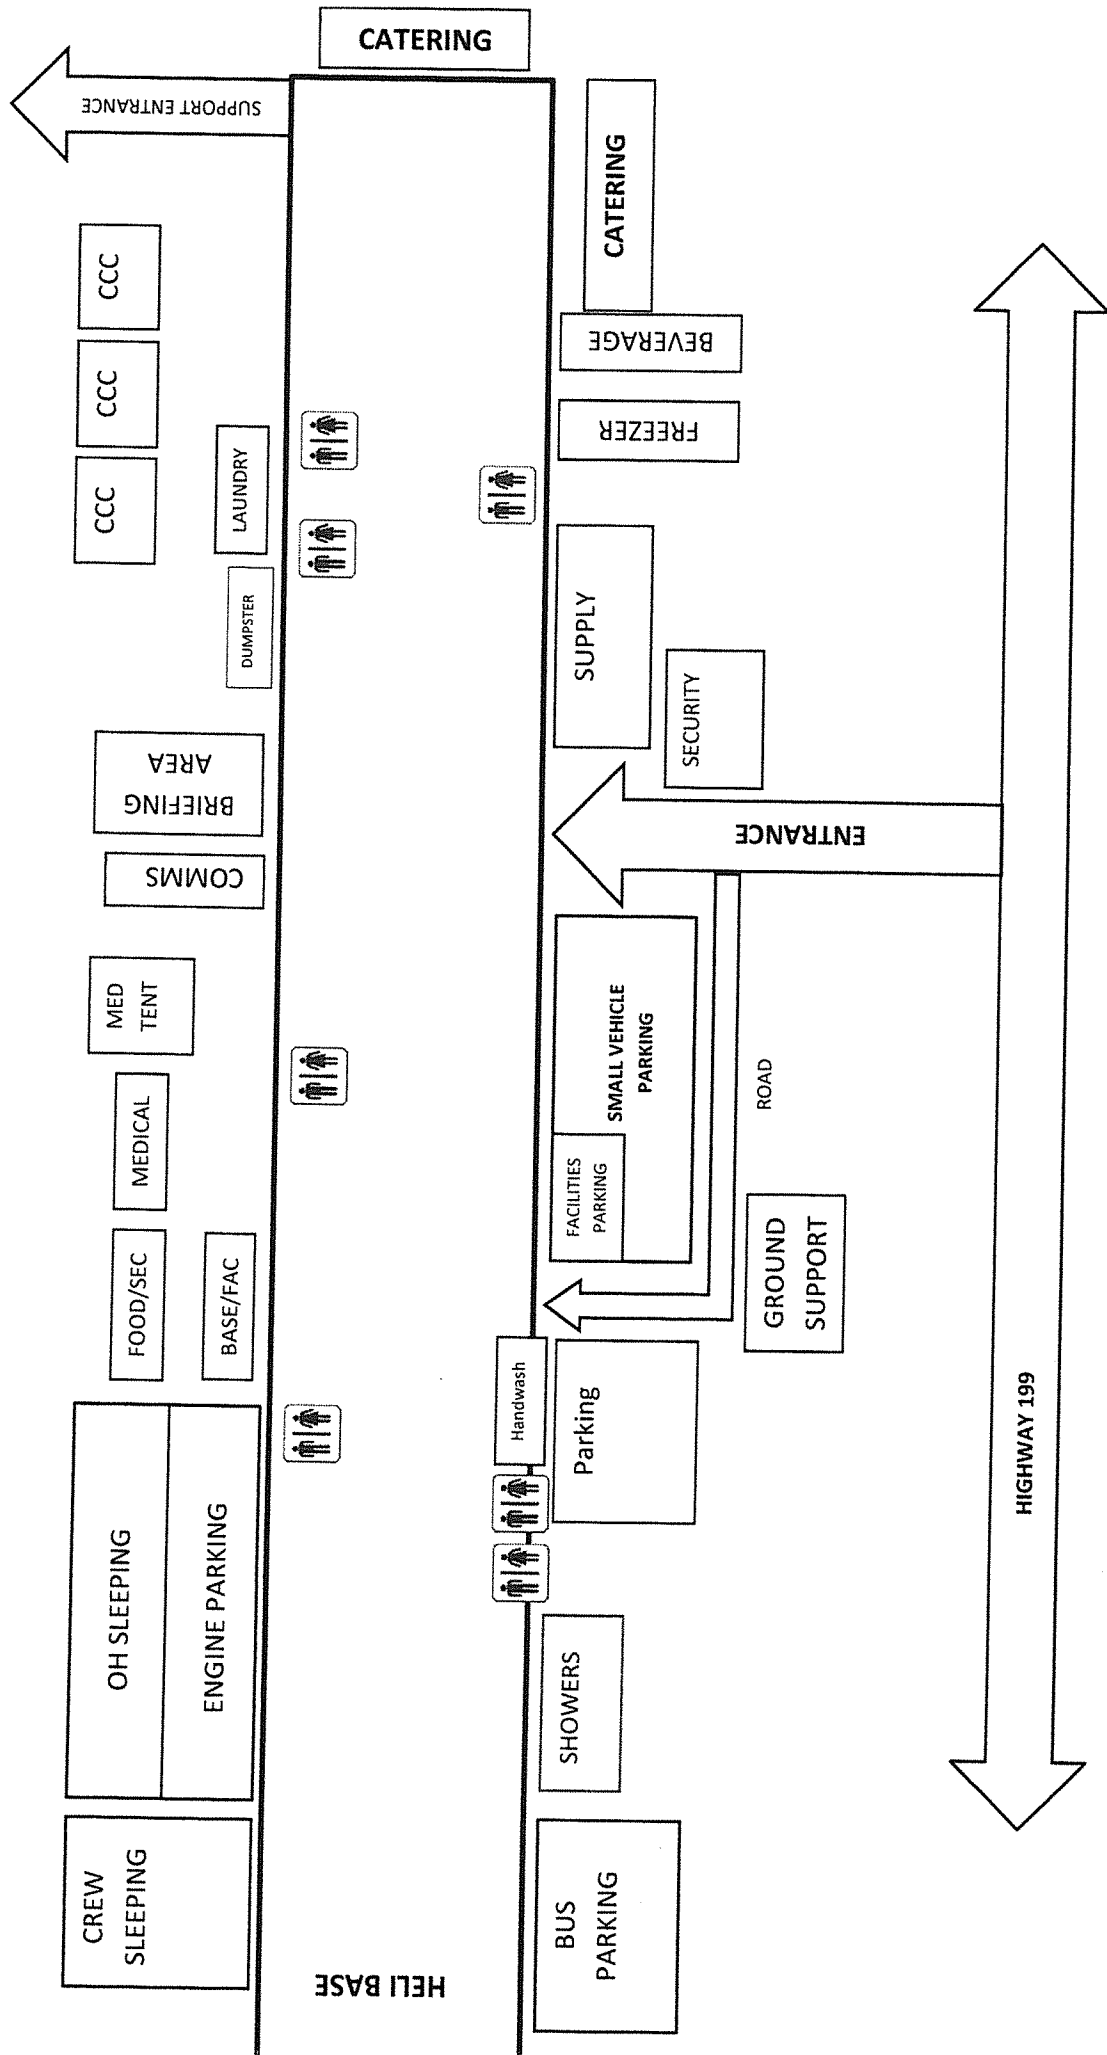 CATERING
SUPPORT ENTRANCE
CATERING
CCC
CCC
CCC
LAUNDRY
DUMPSTER
BEVERAGE
FREEZER
SUPPLY
SECURITY
BRIEFING
AREA
COMMS
ENTRANCE
MED
TENT
MEDICAL
FOOD/SEC
BASE/FAC
SMALL VEHICLE
PARKING
FACILITIES
PARKING
ROAD
GROUND
SUPPORT
Handwash
Parking
OH SLEEPING
ENGINE PARKING
SHOWERS
CREW
SLEEPING
BUS
PARKING
HELI BASE
HIGHWAY 199